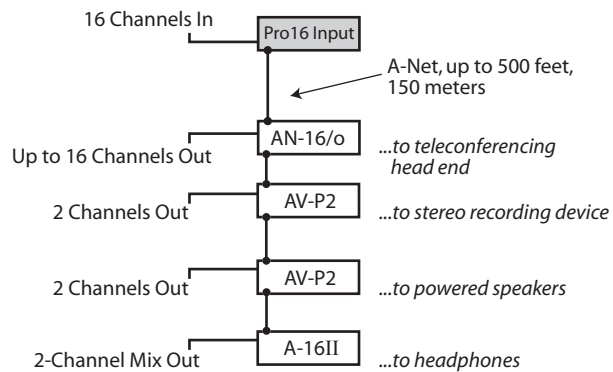 16 Channels In
Pro16 Input
A-Net, up to 500 feet,
150 meters
AN-16/o
Up to 16 Channels Out
...to teleconferencing
head end
AV-P2
2 Channels Out
...to stereo recording device
AV-P2
2 Channels Out
...to powered speakers
A-16II
2-Channel Mix Out
...to headphones